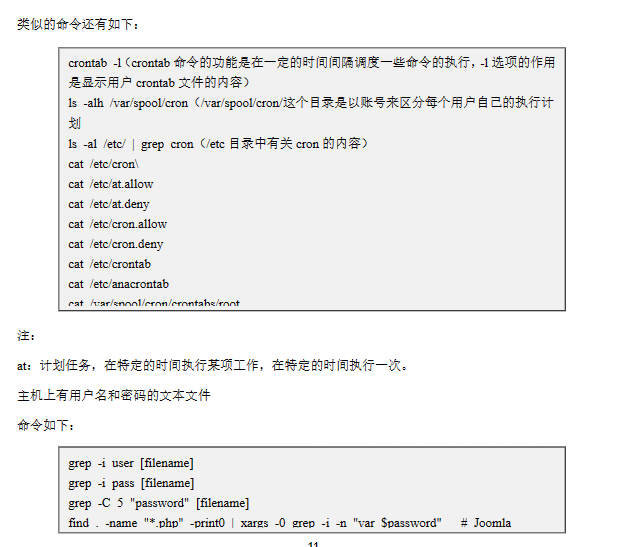 类似的命令还有如下：
crontab -l（crontab 命令的功能是在一定的时间间隔调度一些命令的执行，-l 选项的作用
是显示用户 crontab 文件的内容）
ls -alh /var/spool/cron（/var/spool/cron/这个目录是以账号来区分每个用户自己的执行计
划
ls -al /etc/ | grep cron（/etc 目录中有关 cron 的内容）
cat /etc/cron\
cat /etc/at.allow
cat /etc/at.deny
cat /etc/cron.allow
cat /etc/cron.deny
cat /etc/crontab
cat /etc/anacrontab
cat /var/spool/cron/crontabs/root
注：
at：计划任务，在特定的时间执行某项工作，在特定的时间执行一次。
主机上有用户名和密码的文本文件
命令如下：
grep -i user [filename]
grep -i pass [filename]
grep -C 5 "password" [filename]
find . -name "*.php" -print0 | xargs -0 grep -i -n "var $password" # Joomla
11